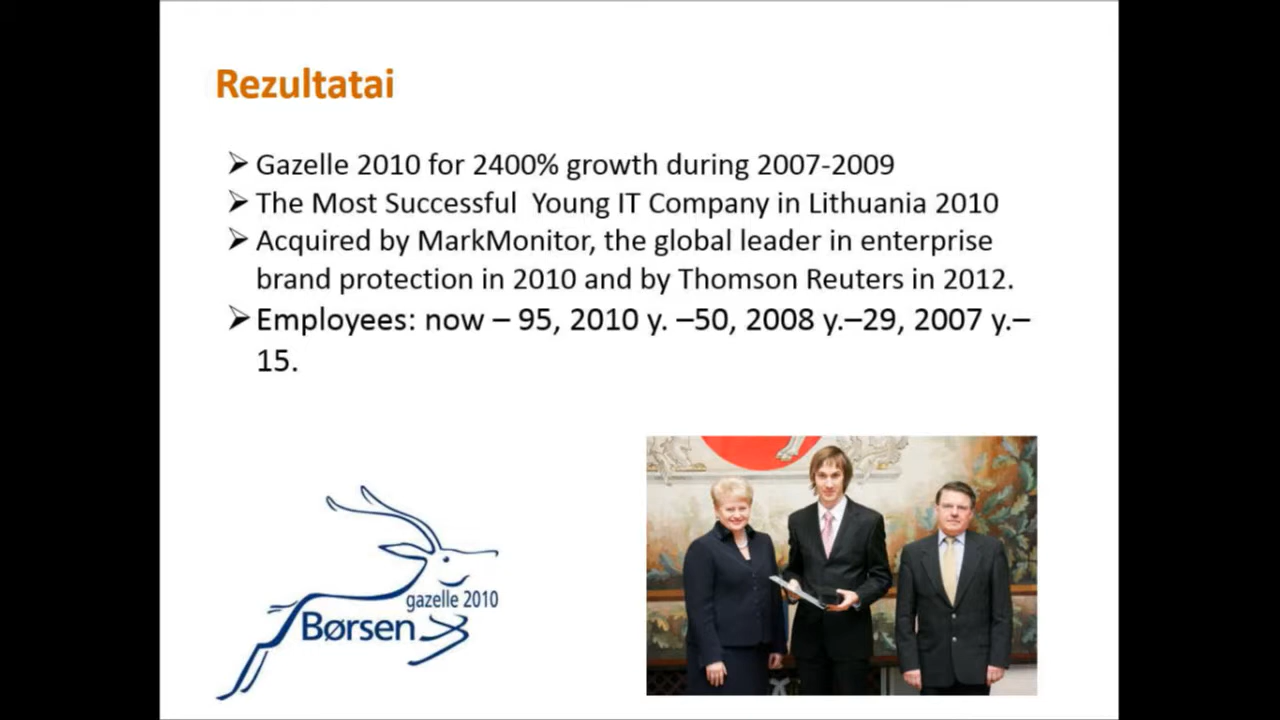 Rezultatai
➢ Gazelle 2010 for 2400% growth during 2007-2009
➢ The Most Successful  Young IT Company in Lithuania 2010
➢ Acquired by MarkMonitor, the global leader in enterprise
brand protection in 2010 and by Thomson Reuters in 2012.
➢ Employees: now – 95, 2010 y. –50, 2008 y.–29, 2007 y.–
15.
gazelle 2010
Børsen